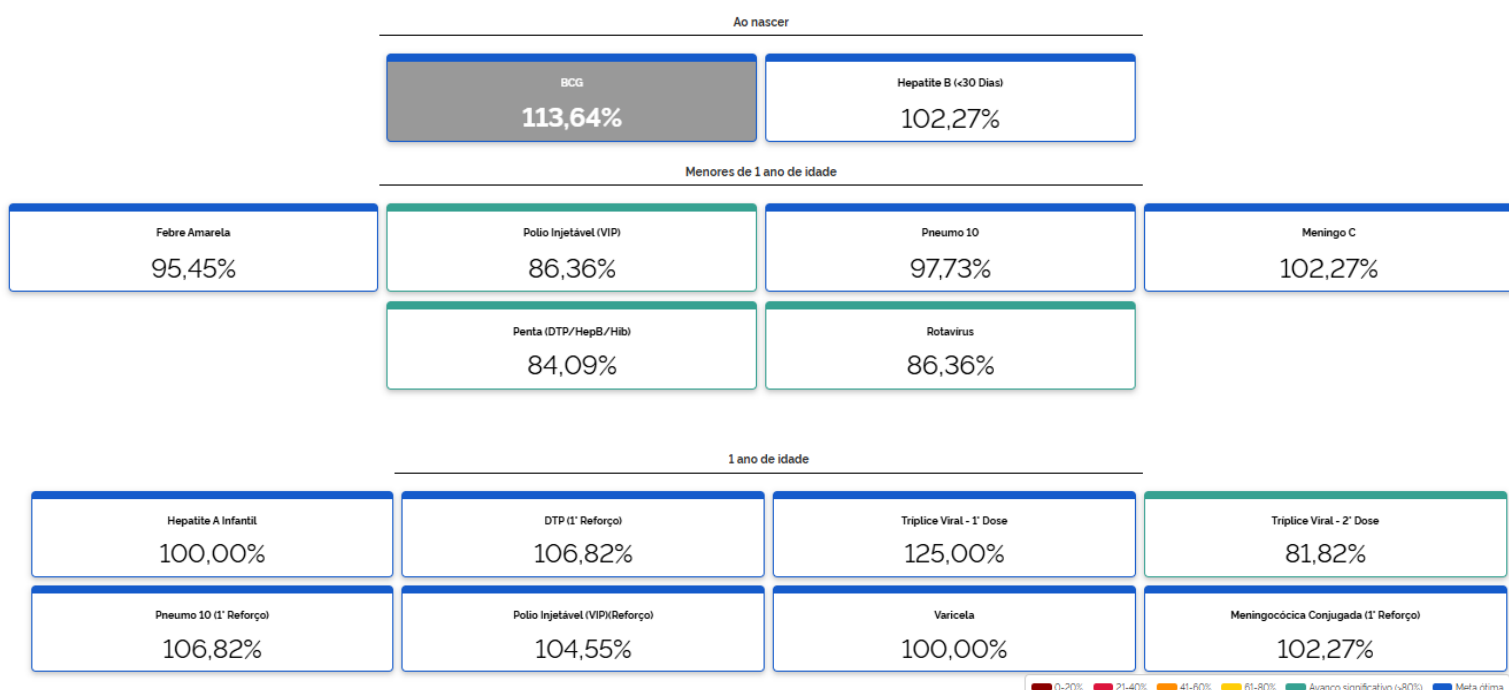 Ao nascer
BCG
113,64%
Hepatite B (<30 Dias)
102,27%
Menores de 1 ano de idade
Febre Amarela
95,45%
Polio Injetável (VIP)
86,36%
Pneumo 10
97,73%
Meningo C
102,27%
Penta (DTP/HepB/Hib)
84,09%
Rotavírus
86,36%
1 ano de idade
Hepatite A Infantil
100,00%
DTP (1° Reforço)
106,82%
Tríplice Viral - 1° Dose
125,00%
Tríplice Viral - 2° Dose
81,82%
Pneumo 10 (1° Reforço)
106,82%
Polio Injetável (VIP)(Reforço)
104,55%
Varicela
100,00%
Meningocócica Conjugada (1° Reforço)
102,27%
0-20% 21-40% 41-60% 61-80% Avanço significativo (>80%) Meta ótima